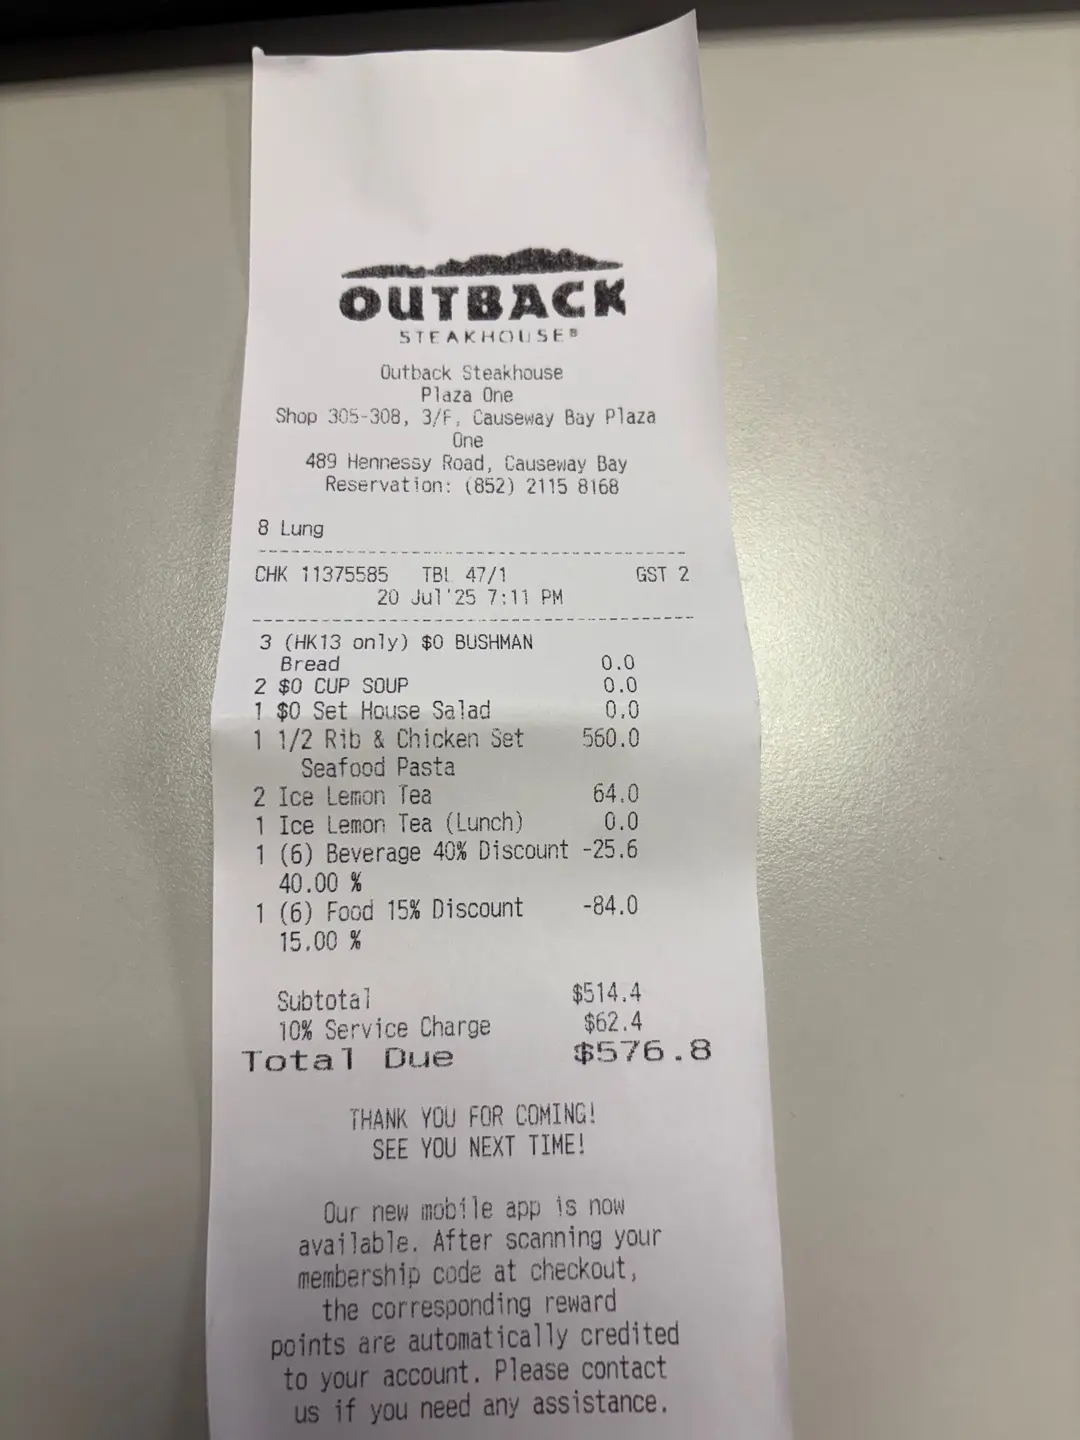 OUTBACK
STEAKHOUSE®
Outback Steakhouse
Plaza One
Shop 305-308, 3/F, Causeway Bay Plaza
One
489 Hennessy Road, Causeway Bay
Reservation: (852) 2115 8168
8 Lung
CHK 11375585 TBL 47/1 GST 2
20 Jul'25 7:11 PM
3 (HK13 only) $0 BUSHMAN
Bread 0.0
2 $0 CUP SOUP 0.0
1 $0 Set House Salad 0.0
1 1/2 Rib & Chicken Set 560.0
Seafood Pasta
2 Ice Lemon Tea 64.0
1 Ice Lemon Tea (Lunch) 0.0
1 (6) Beverage 40% Discount -25.6
40.00 %
1 (6) Food 15% Discount -84.0
15.00 %
Subtotal $514.4
10% Service Charge $62.4
Total Due $576.8
THANK YOU FOR COMING!
SEE YOU NEXT TIME!
Our new mobile app is now
available. After scanning your
membership code at checkout,
the corresponding reward
points are automatically credited
to your account. Please contact
us if you need any assistance.